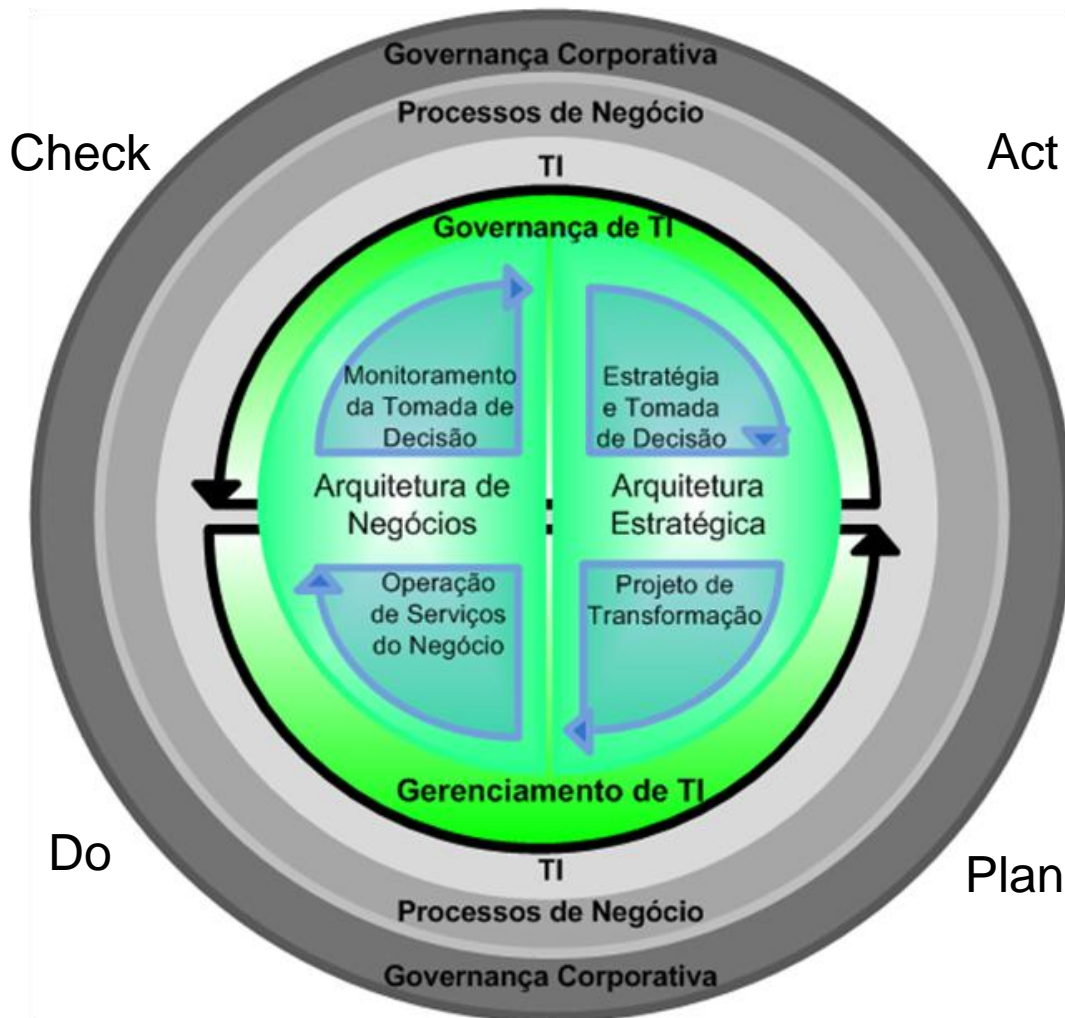 Governança Corporativa
Processos de Negócio
Check
Act
TI
Governança de TI
Monitoramento
da Tomada de
Decisão
Estratégia
e Tomada
de Decisão
Arquitetura de
Negócios
Arquitetura
Estratégica
Operação
de Serviços
do Negócio
Projeto de
Transformação
Gerenciamento de TI
Do
Plan
TI
Processos de Negócio
Governança Corporativa